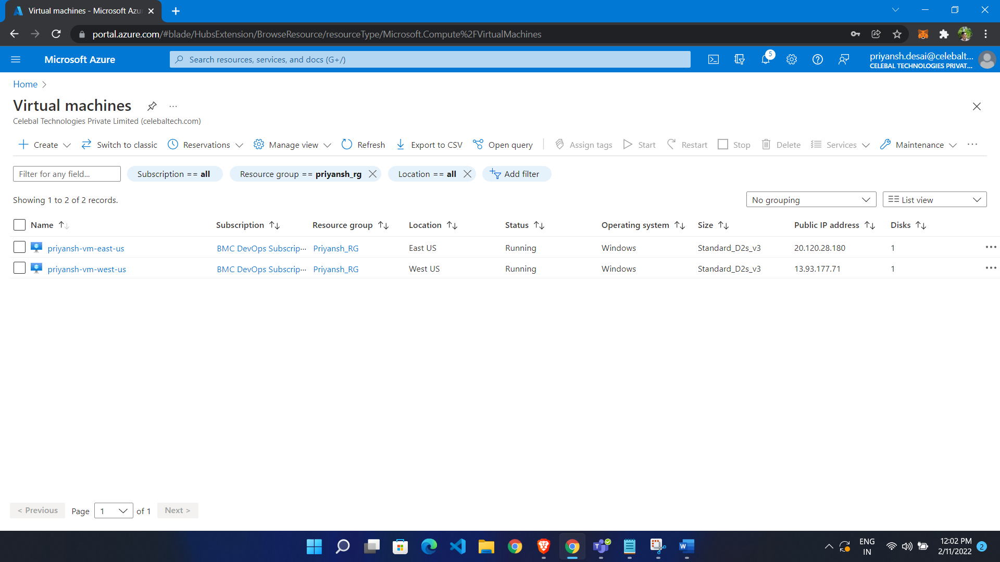 Virtual machines - Microsoft Azu
portal.azure.com/#blade/HubsExtension/BrowseResource/resourceType/Microsoft.Compute%2FVirtualMachines
Microsoft Azure
Search resources, services, and docs (G+/)
5
priyansh.desai@celebalt...
CELEBAL TECHNOLOGIES PRIVAT...
Home
Virtual machines
Celebal Technologies Private Limited (celebaltech.com)
Create Switch to classic Reservations Manage view Refresh Export to CSV Open query Assign tags Start Restart Stop Delete Services Maintenance
Filter for any field... Subscription == all Resource group == priyansh_rg Location == all Add filter
Showing 1 to 2 of 2 records. No grouping List view
Name Subscription Resource group Location Status Operating system Size Public IP address Disks
priyansh-vm-east-us BMC DevOps Subscrip... Priyansh_RG East US Running Windows Standard_D2s_v3 20.120.28.180 1
priyansh-vm-west-us BMC DevOps Subscrip... Priyansh_RG West US Running Windows Standard_D2s_v3 13.93.177.71 1
< Previous Page 1 of 1 Next >
ENG
IN
12:02 PM
2/11/2022
2